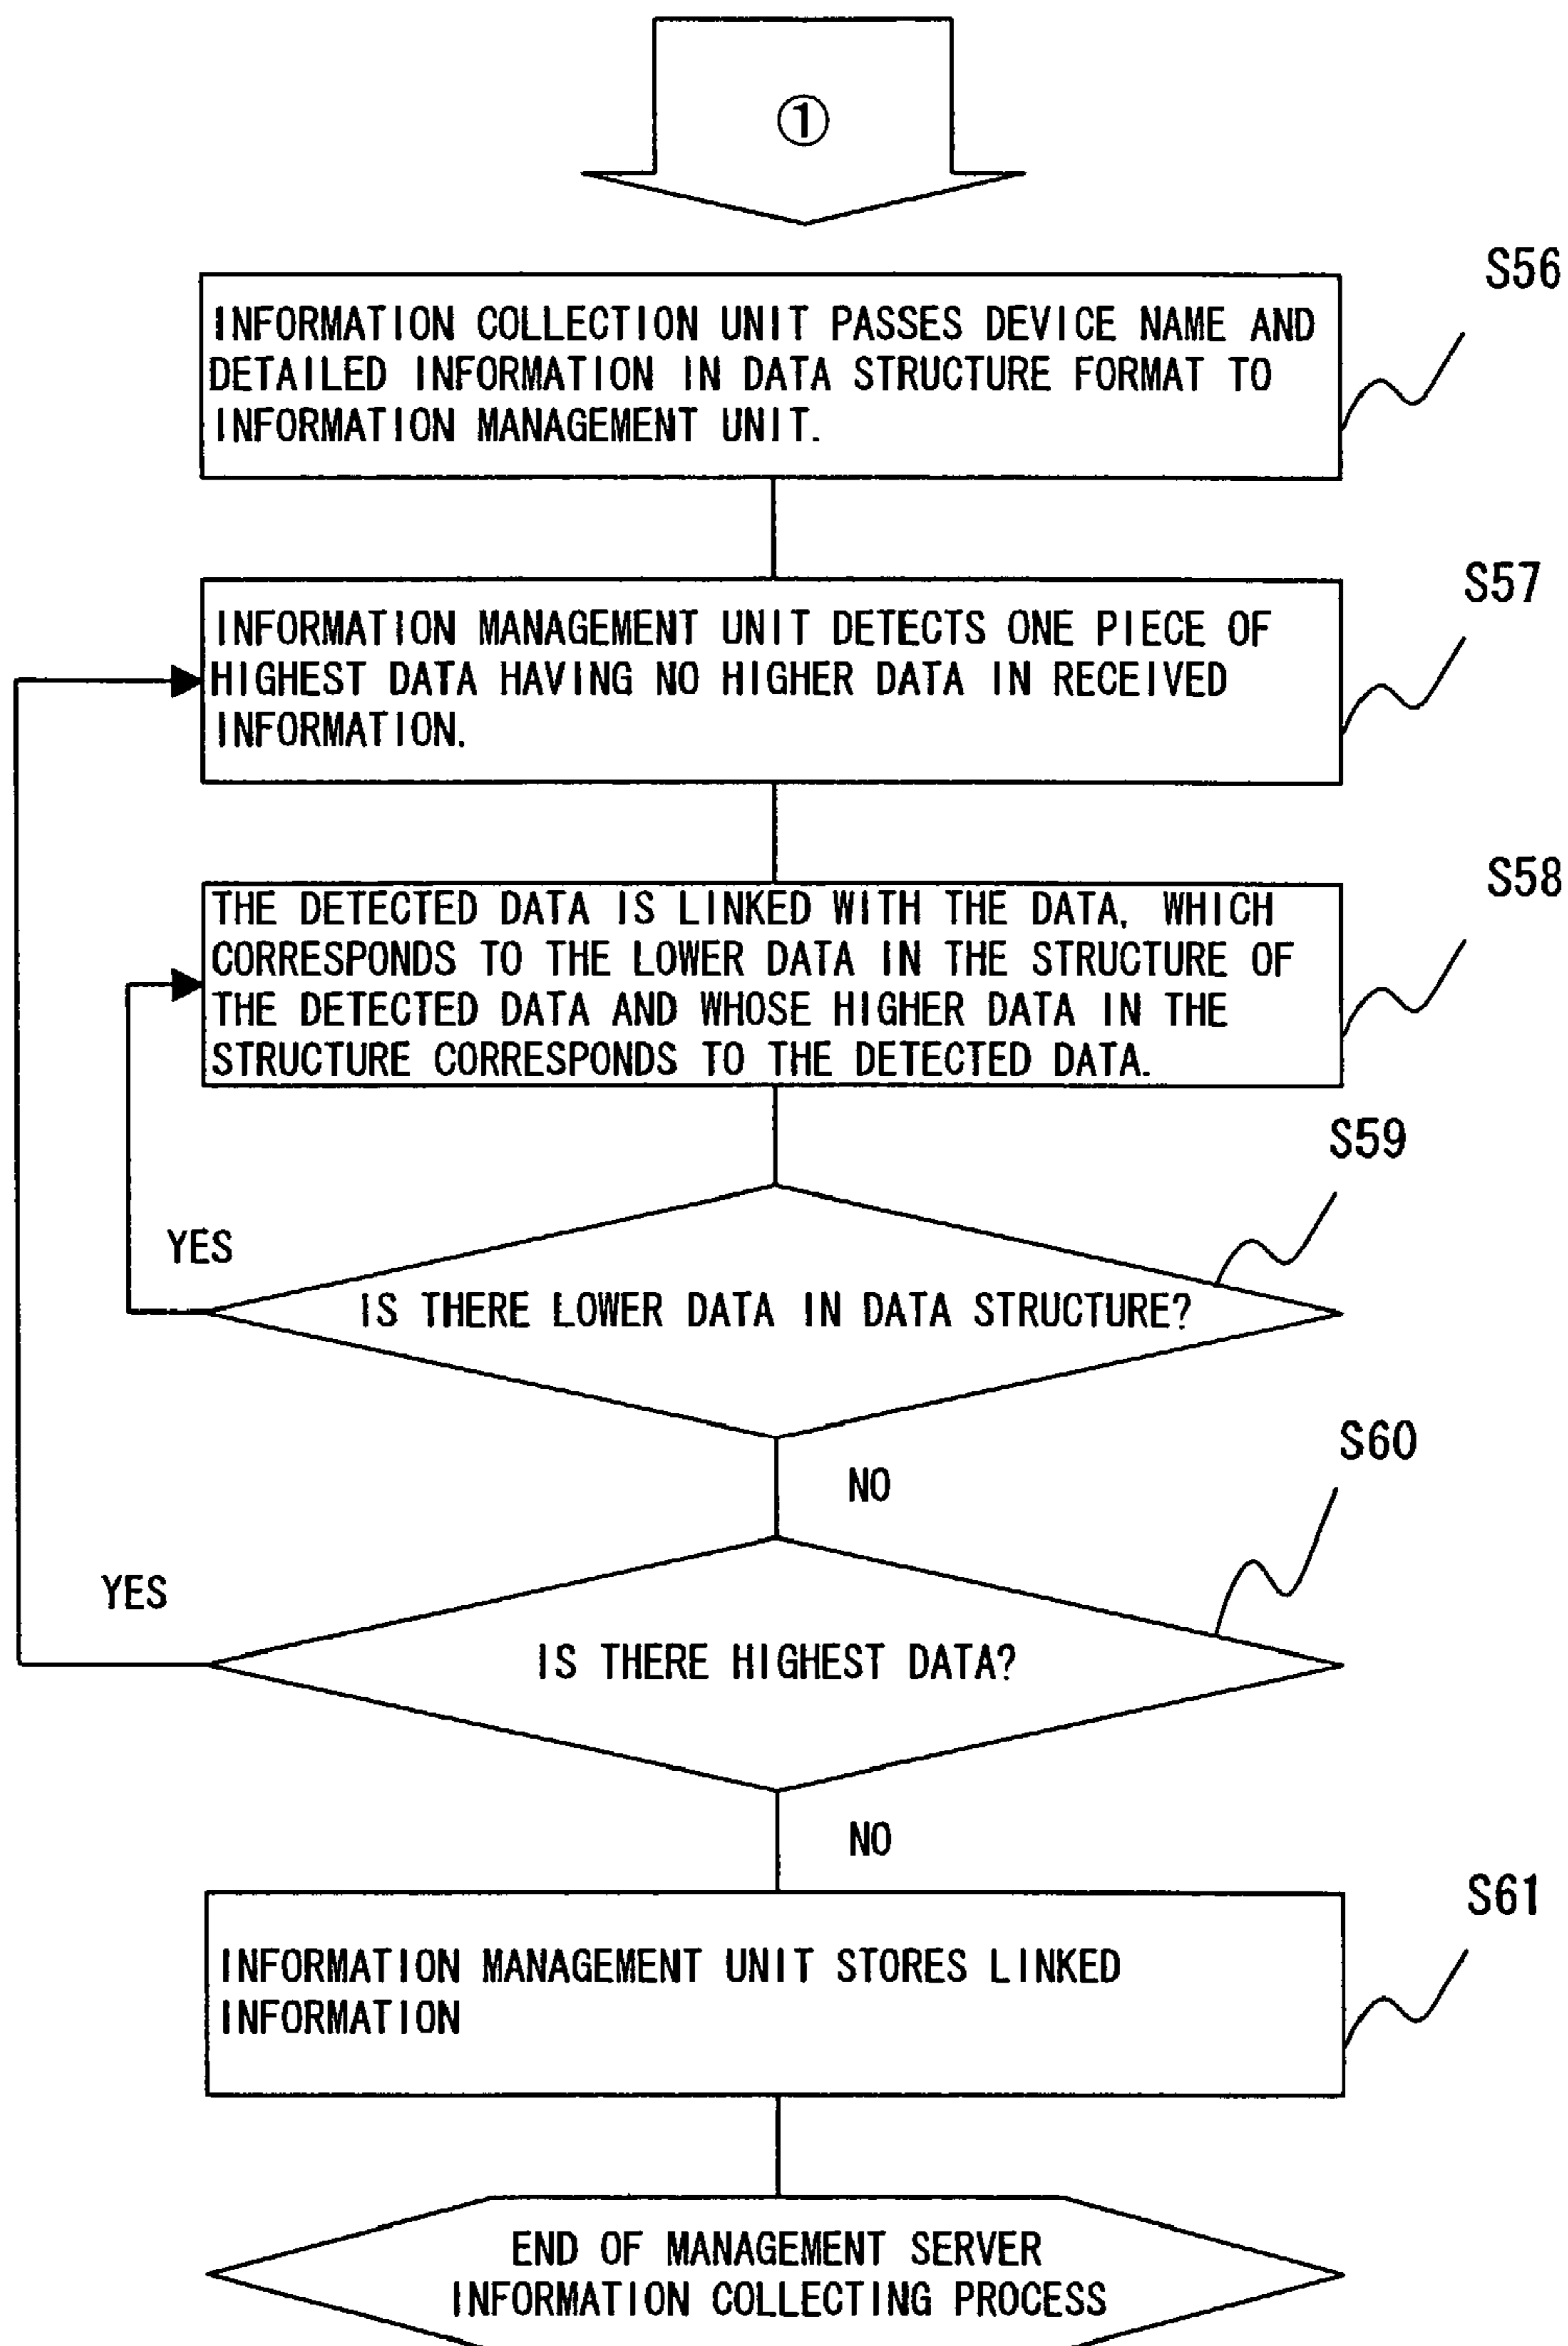 ①
S56
INFORMATION COLLECTION UNIT PASSES DEVICE NAME AND
DETAILED INFORMATION IN DATA STRUCTURE FORMAT TO
INFORMATION MANAGEMENT UNIT.
S57
INFORMATION MANAGEMENT UNIT DETECTS ONE PIECE OF
HIGHEST DATA HAVING NO HIGHER DATA IN RECEIVED
INFORMATION.
S58
THE DETECTED DATA IS LINKED WITH THE DATA, WHICH
CORRESPONDS TO THE LOWER DATA IN THE STRUCTURE OF
THE DETECTED DATA AND WHOSE HIGHER DATA IN THE
STRUCTURE CORRESPONDS TO THE DETECTED DATA.
S59
YES
IS THERE LOWER DATA IN DATA STRUCTURE?
S60
NO
YES
IS THERE HIGHEST DATA?
NO
S61
INFORMATION MANAGEMENT UNIT STORES LINKED
INFORMATION
END OF MANAGEMENT SERVER
INFORMATION COLLECTING PROCESS